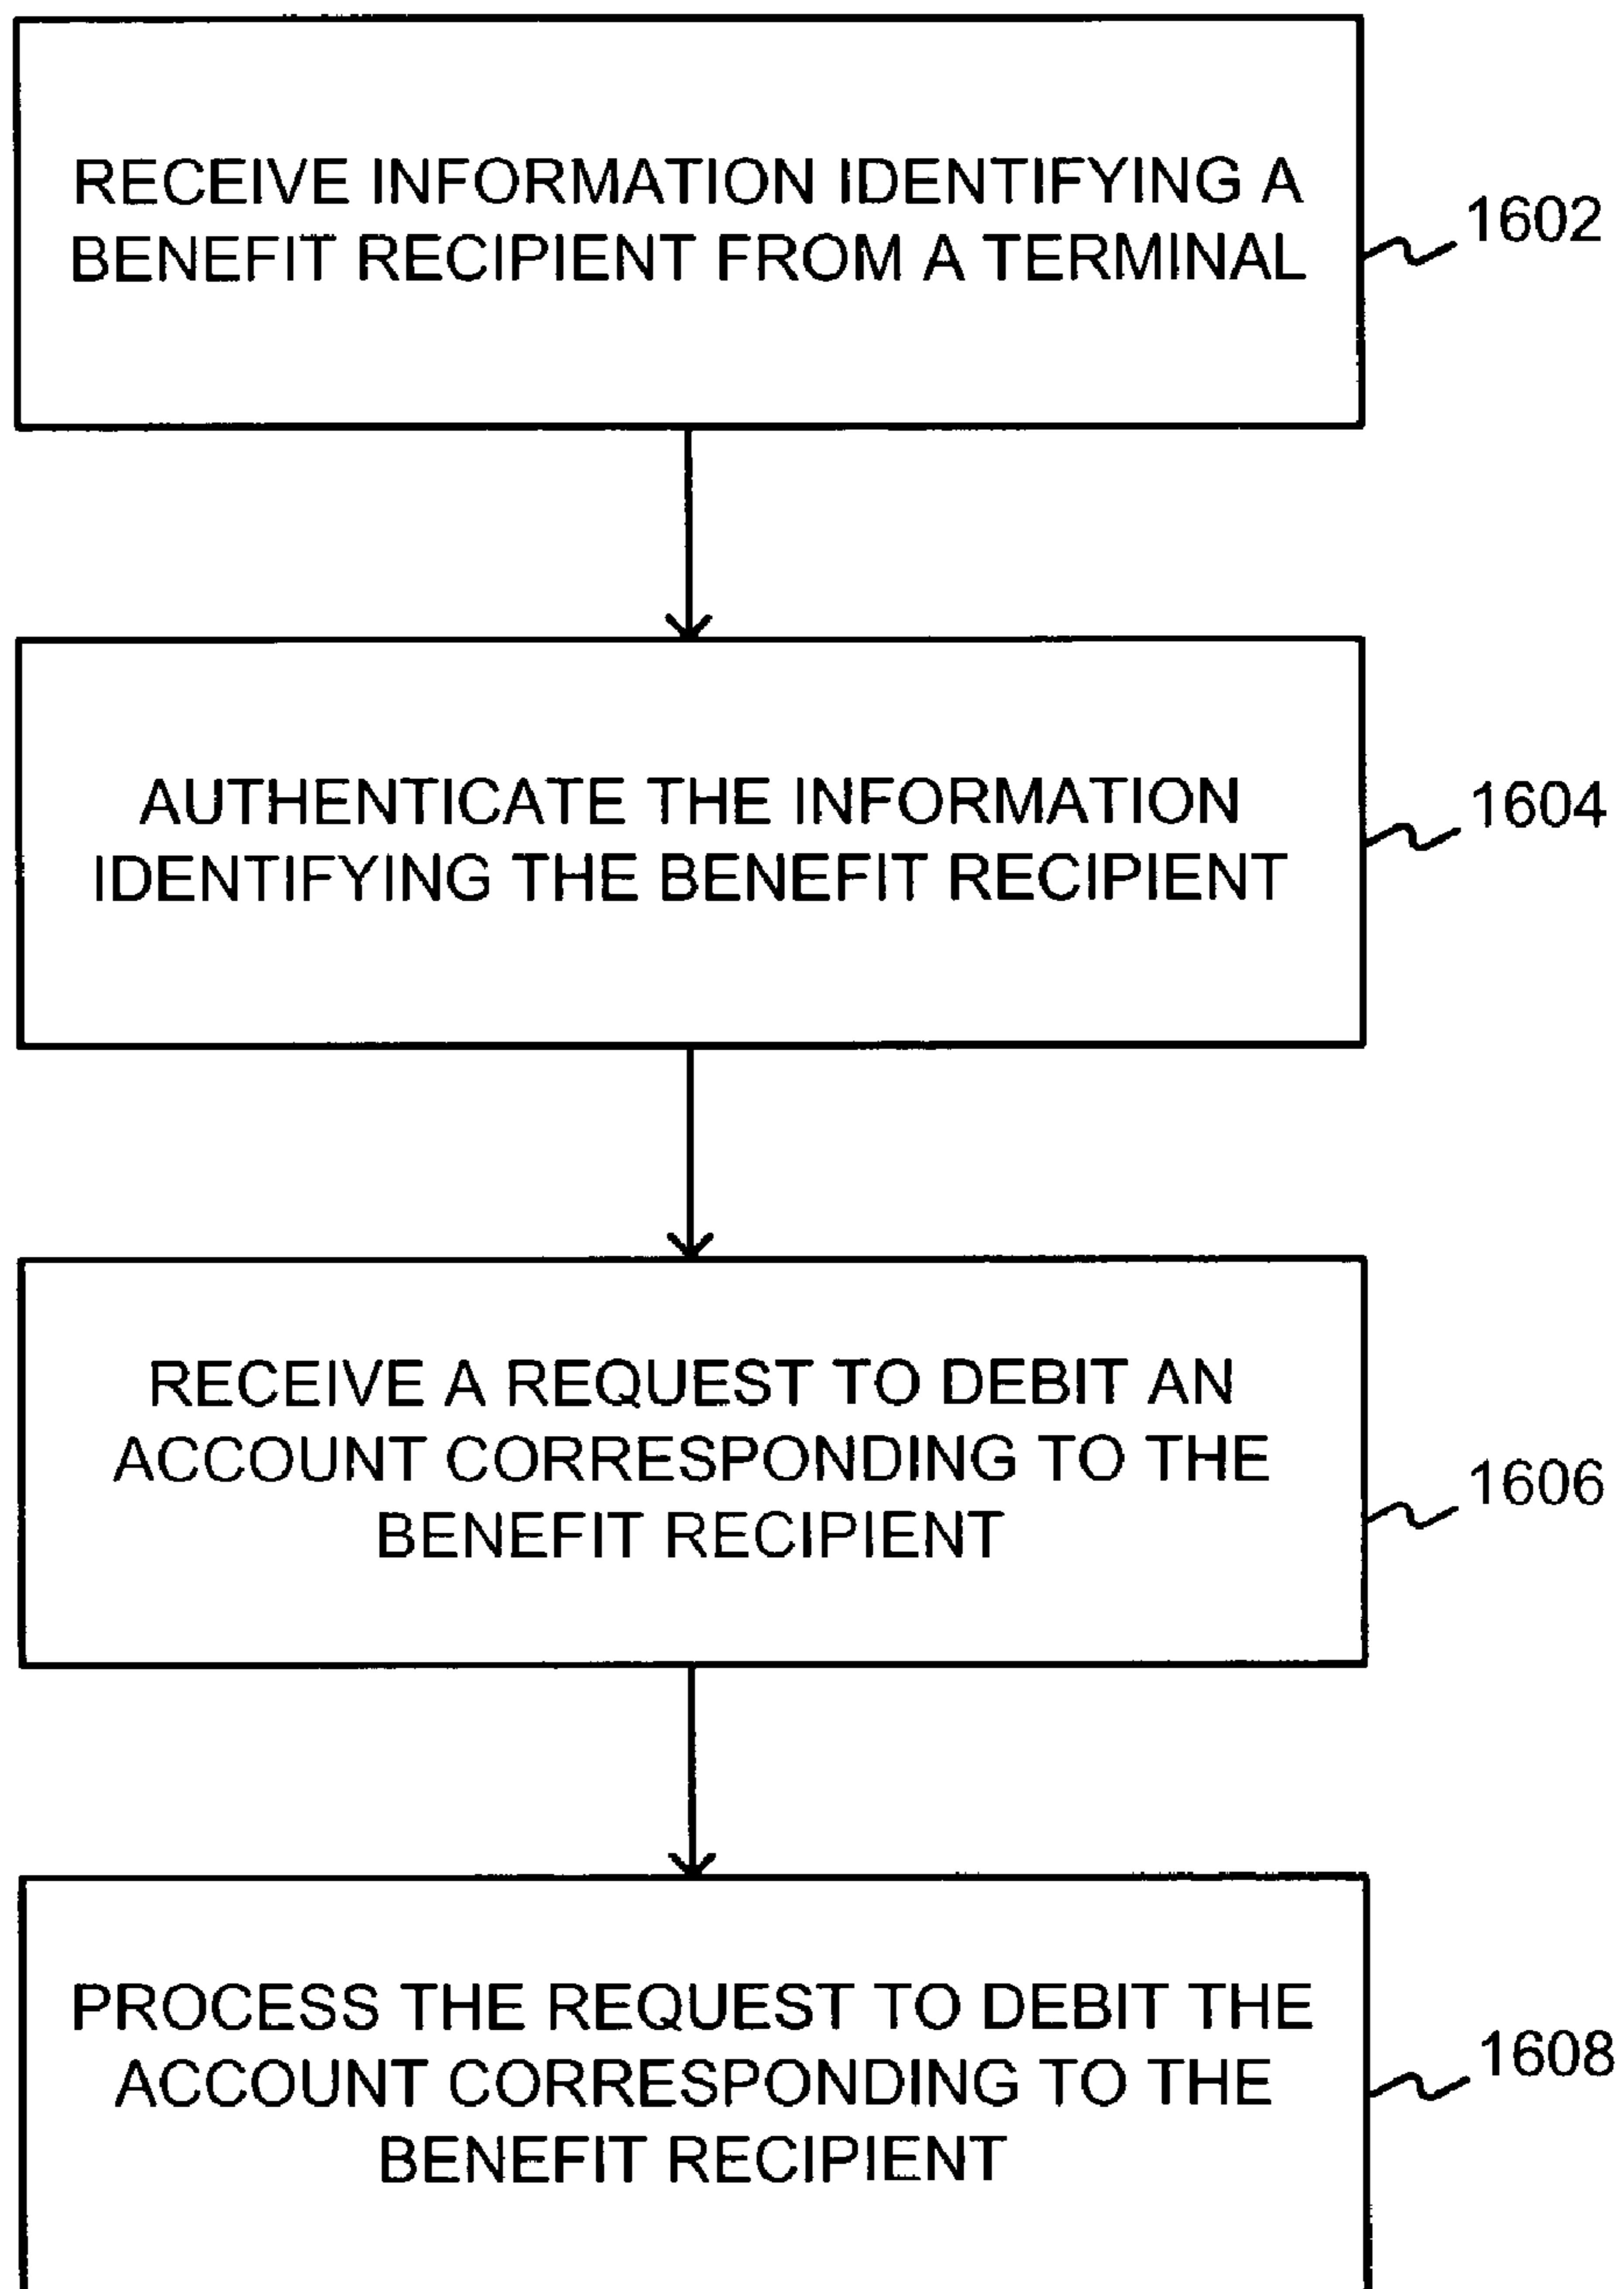 RECEIVE INFORMATION IDENTIFYING A
BENEFIT RECIPIENT FROM A TERMINAL
1602
AUTHENTICATE THE INFORMATION
IDENTIFYING THE BENEFIT RECIPIENT
1604
RECEIVE A REQUEST TO DEBIT AN
ACCOUNT CORRESPONDING TO THE
BENEFIT RECIPIENT
1606
PROCESS THE REQUEST TO DEBIT THE
ACCOUNT CORRESPONDING TO THE
BENEFIT RECIPIENT
1608